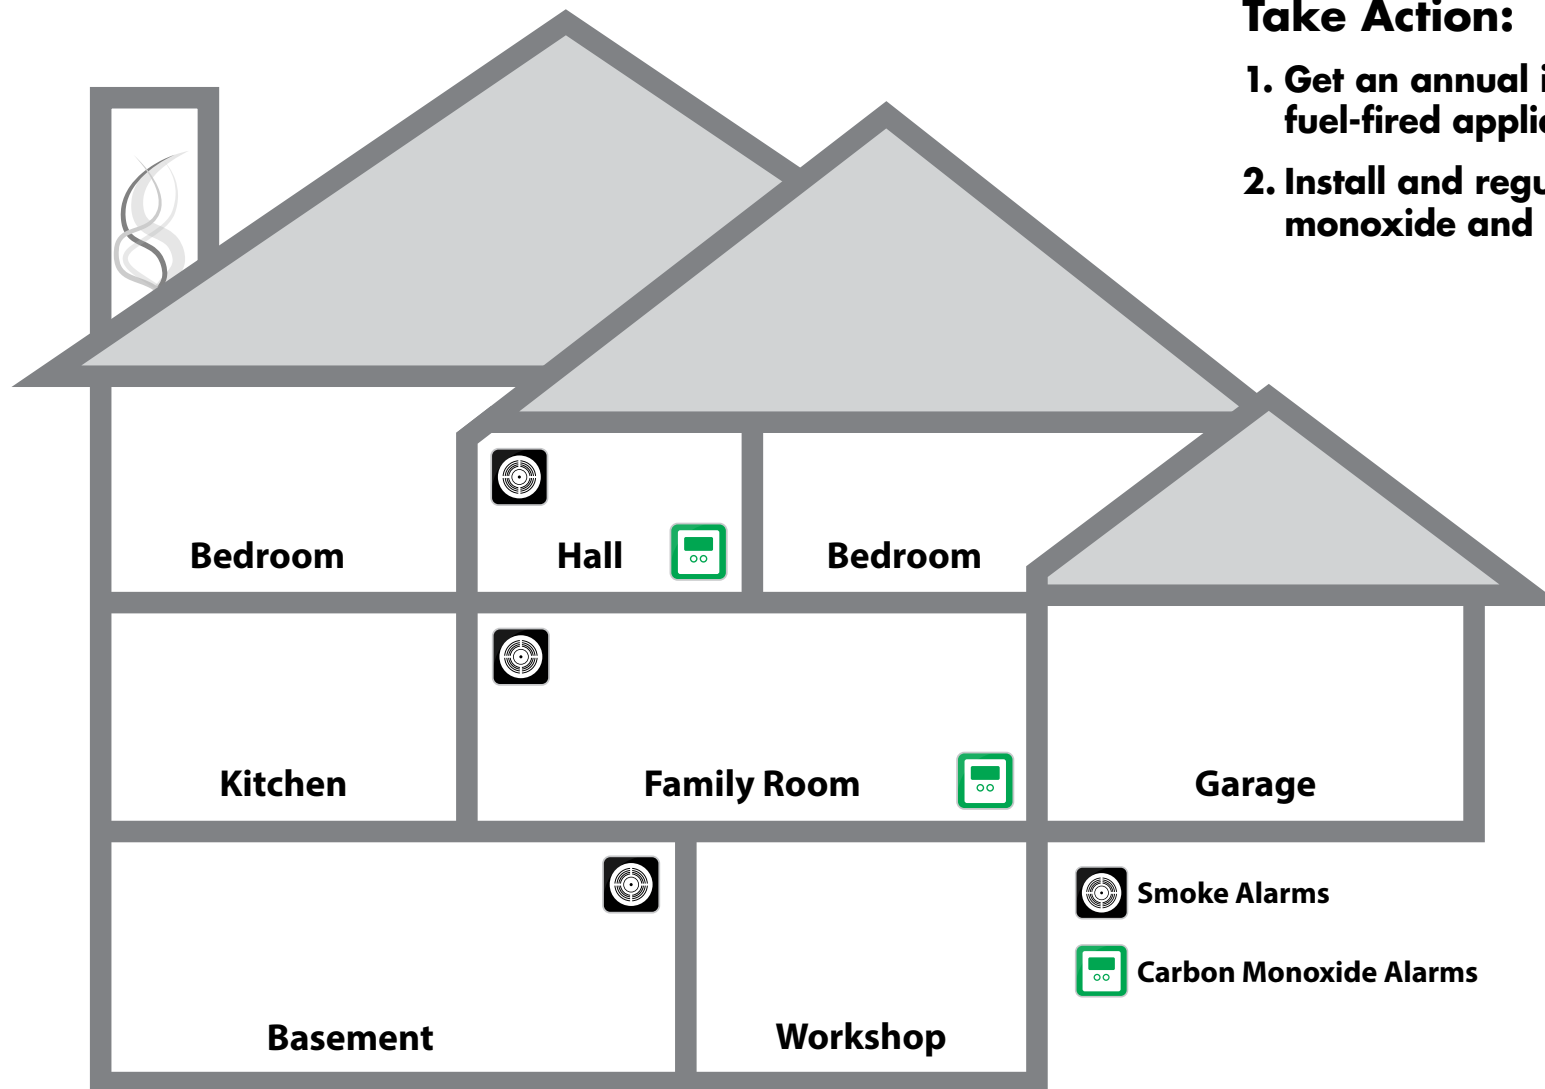 Take Action:
1. Get an annual
fuel-fired
2. Install and
monoxide and
Bedroom
Hall
Bedroom
Kitchen
Family Room
Garage
Basement
Workshop
Smoke Alarms
Carbon Monoxide Alarms